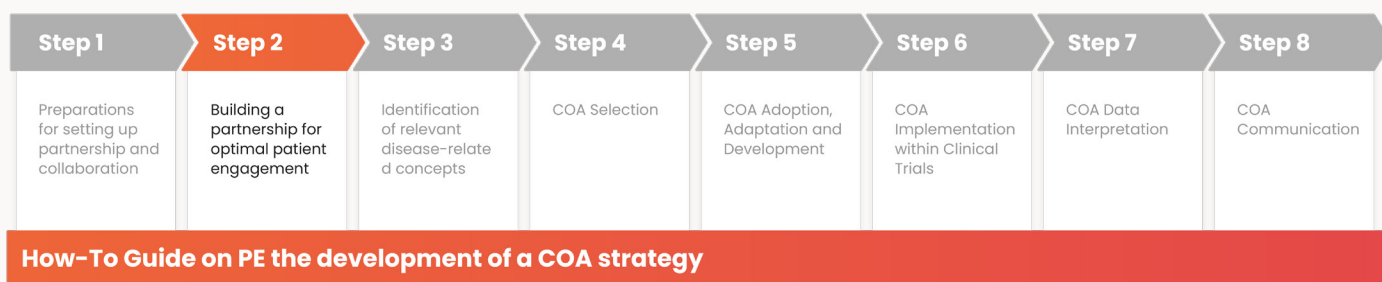 Step 1
Step 2
Step 3
Step 4
Step 5
Step 6
Step 7
Step 8
Preparations
for setting up
partnership and
collaboration
Building a
partnership for
optimal patient
engagement
Identification
of relevant
disease-relate
d concepts
COA Selection
COA Adoption,
Adaptation and
Development
COA
Implementation
within Clinical
Trials
COA Data
Interpretation
COA
Communication
How-To Guide on PE the development of a COA strategy